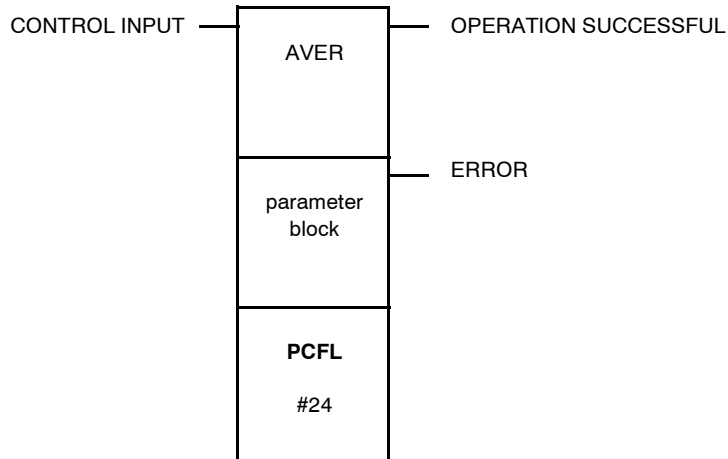 CONTROL INPUT
OPERATION SUCCESSFUL
AVER
ERROR
parameter
block
PCFL
#24